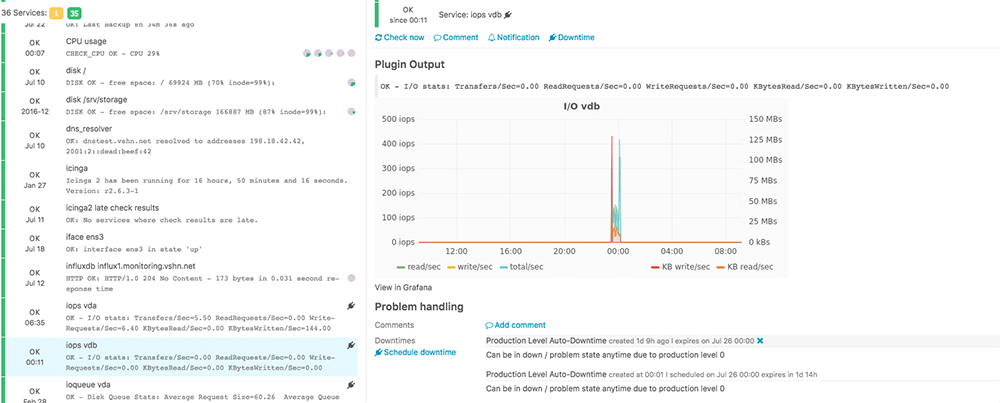 36 Services: 1 35
Jul 22 OK: Last Backup 6h 34m 36s ago
OK CPU usage
00:07 CHECK_CPU OK - CPU 29%
OK disk /
Jul 10 DISK OK - free space: / 69924 MB (70% inode=99%):
OK disk /srv/storage
2016-12 DISK OK - free space: /srv/storage 166887 MB (87% inode=99%):
OK dns_resolver
Jul 10 OK: dnstest.vshn.net resolved to addresses 198.18.42.42,
2001:2::dead:beef:42
OK icinga
Jan 27 Icinga 2 has been running for 16 hours, 50 minutes and 16 seconds.
Version: r2.6.3-1
OK icinga2 late check results
Jul 11 OK: No services where check results are late.
OK iface ens3
Jul 18 OK: interface ens3 in state 'up'
OK influxdb influx1.monitoring.vshn.net
Jul 12 HTTP OK: HTTP/1.0 204 No Content - 173 bytes in 0.031 second re-
sponse time
OK iops vda
06:35 OK - I/O stats: Transfers/Sec=5.50 ReadRequests/Sec=0.00 Write-
Requests/Sec=6.40 KBytesRead/Sec=0.00 KBytesWritten/Sec=144.00
OK iops vdb
00:11 OK - I/O stats: Transfers/Sec=0.00 ReadRequests/Sec=0.00 Write-
Requests/Sec=0.00 KBytesRead/Sec=0.00 KBytesWritten/Sec=0.00
OK ioqueue vda
Feb 28 OK - Disk Queue Stats: Average Request Size=60.26 Average Queue
OK
since 00:11 Service: iops vdb
Check now Comment Notification Downtime
Plugin Output
OK - I/O stats: Transfers/Sec=0.00 ReadRequests/Sec=0.00 WriteRequests/Sec=0.00 KBytesRead/Sec=0.00 KBytesWritten/Sec=0.00
I/O vdb
500 iops 150 MBs
400 iops 125 MBs
100 MBs
300 iops 75 MBs
200 iops 50 MBs
100 iops 25 MBs
0 iops 0 kBs
12:00 16:00 20:00 00:00 04:00 08:00
read/sec write/sec total/sec KB write/sec KB read/sec
View in Grafana
Problem handling
Comments Add comment
Downtimes Production Level Auto-Downtime created 1d 9h ago I expires on Jul 26 00:00
Schedule downtime Can be in down / problem state anytime due to production level 0
Production Level Auto-Downtime created at 00:01 I scheduled on Jul 26 00:00 expires in 1d 14h
Can be in down / problem state anytime due to production level 0